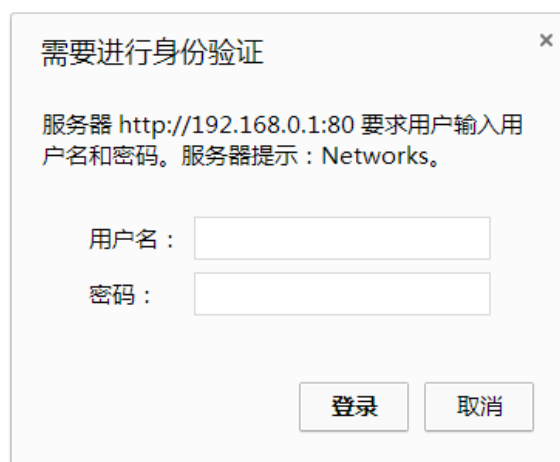 需要进行身份验证
服务器 http://192.168.0.1:80 要求用户输入用
户名和密码。服务器提示：Networks。
用户名：
密码：
登录 取消